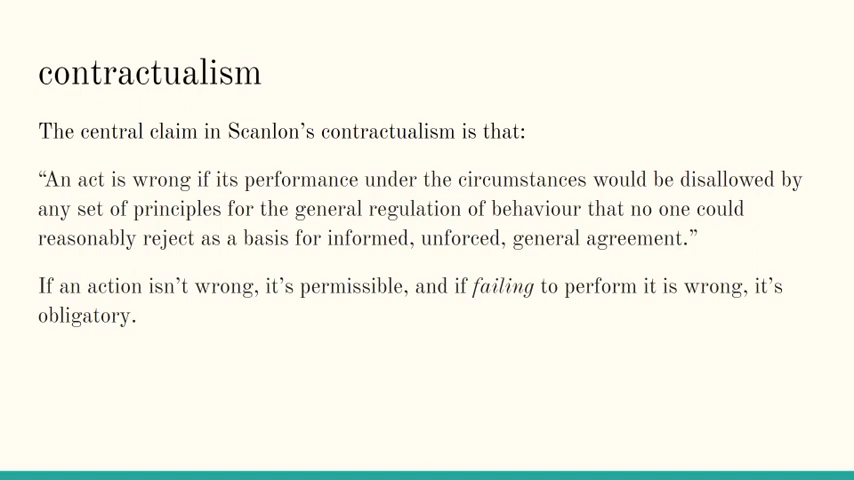 contractualism
The central claim in Scanlon’s contractualism is that:
“An act is wrong if its performance under the circumstances would be disallowed by
any set of principles for the general regulation of behaviour that no one could
reasonably reject as a basis for informed, unforced, general agreement.”
If an action isn’t wrong, it’s permissible, and if failing to perform it is wrong, it’s
obligatory.